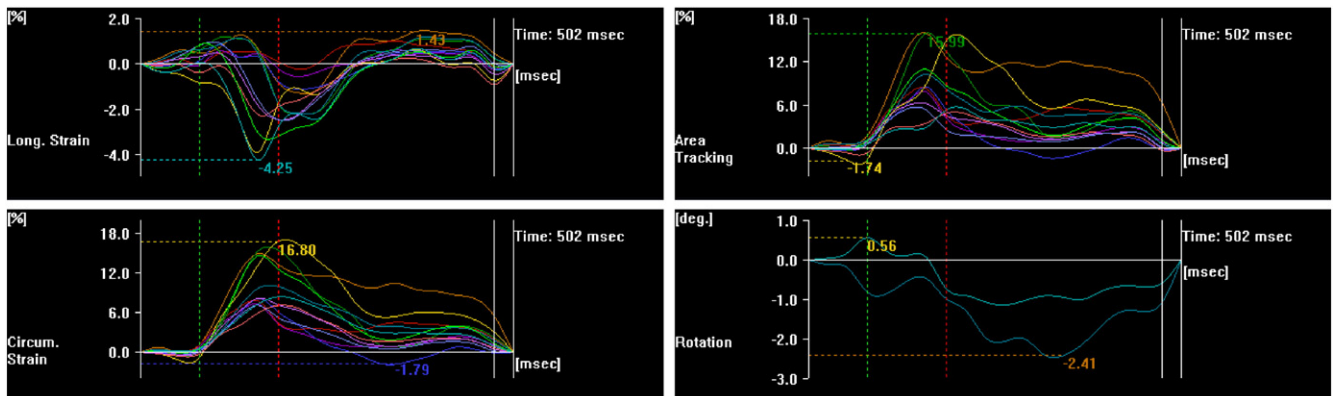 [%]
2.0
1.43
Time: 502 msec
0.0
[msec]
-2.0
Long. Strain
-4.0
-4.25
[%]
18.0
15.99
Time: 502 msec
12.0
6.0
Area
Tracking
0.0
[msec]
-1.74
[%]
18.0
16.80
Time: 502 msec
12.0
6.0
Circum.
Strain
0.0
[msec]
-1.79
[deg.]
1.0
0.56
Time: 502 msec
0.0
[msec]
-1.0
Rotation
-2.0
-2.41
-3.0